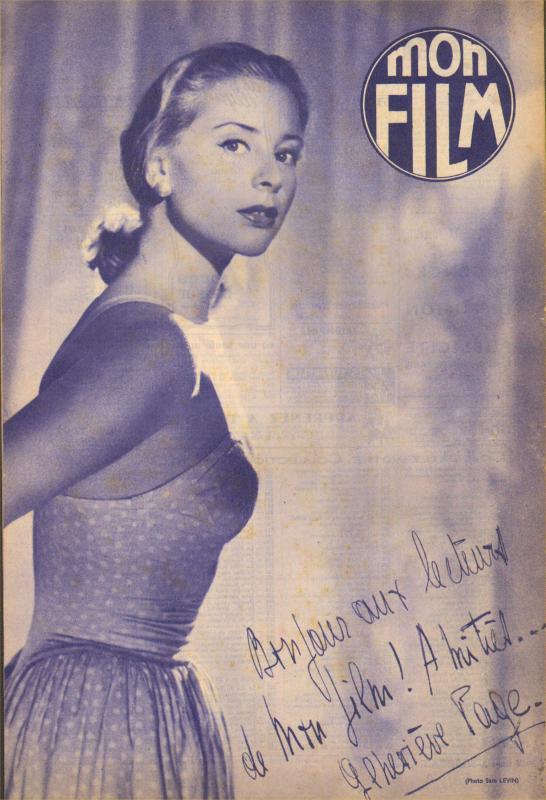 mon
FILM
Bonjour aux lecteurs
de Mon film ! Amitiés...
Geneviève Page.
(Photo Sam LEVIN)